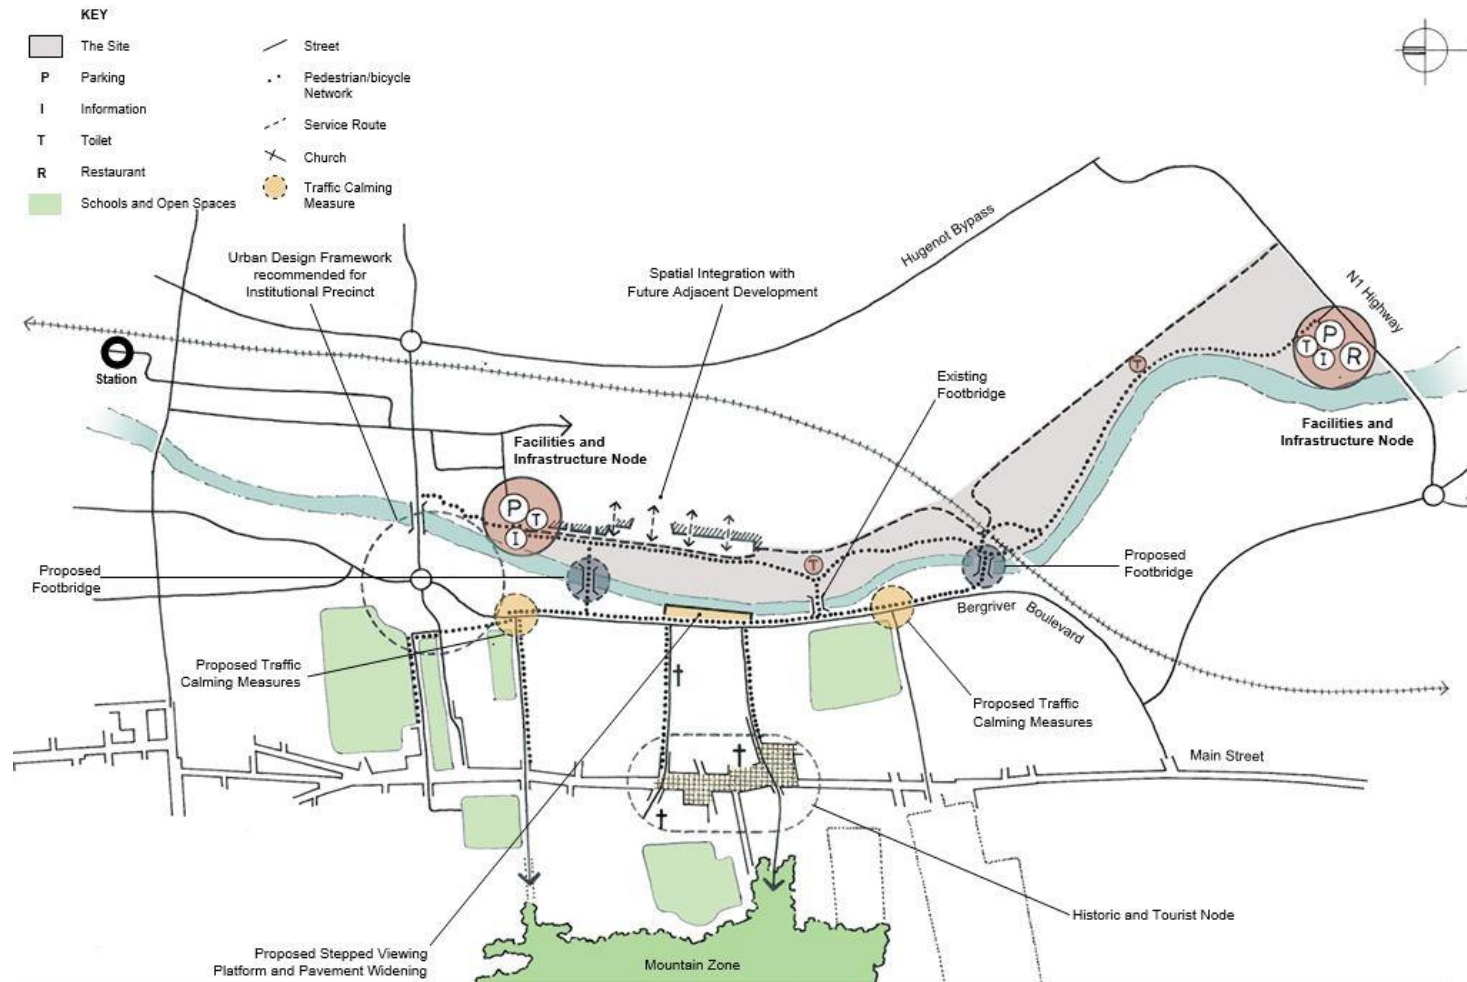 KEY
The Site
P Parking
I Information
T Toilet
R Restaurant
Schools and Open Spaces
Street
Pedestrian/bicycle
Network
Service Route
Church
Traffic Calming
Measure
Urban Design Framework
recommended for
Institutional Precinct
Spatial Integration with
Future Adjacent Development
Hugenot Bypass
N1 Highway
Station
Existing
Footbridge
P
T
I
R
T
Facilities and
Infrastructure Node
Facilities and
Infrastructure Node
P
T
I
T
Proposed
Footbridge
Proposed
Footbridge
Bergriver Boulevard
Proposed Traffic
Calming Measures
Proposed Traffic
Calming Measures
Main Street
Historic and Tourist Node
Proposed Stepped Viewing
Platform and Pavement Widening
Mountain Zone